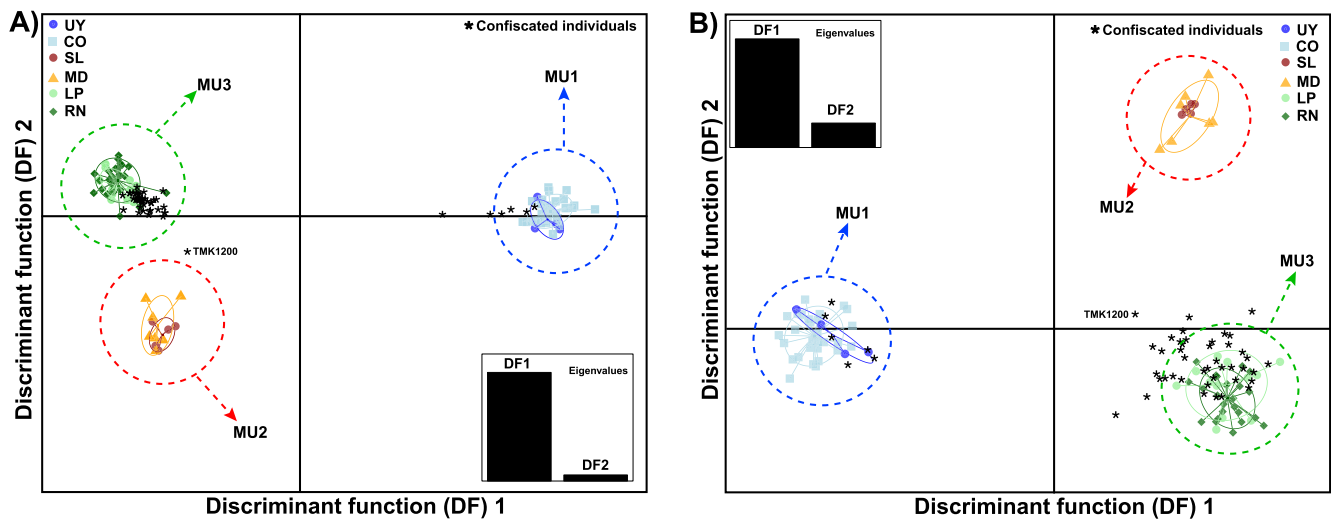 A)
* Confiscated individuals
UY
CO
SL
MD
LP
RN
MU3
MU1
*TMK1200
MU2
DF1
Eigenvalues
DF2
Discriminant function (DF) 2
Discriminant function (DF) 1
B)
DF1
Eigenvalues
DF2
* Confiscated individuals
UY
CO
SL
MD
LP
RN
MU2
MU1
MU3
TMK1200 *
Discriminant function (DF) 2
Discriminant function (DF) 1